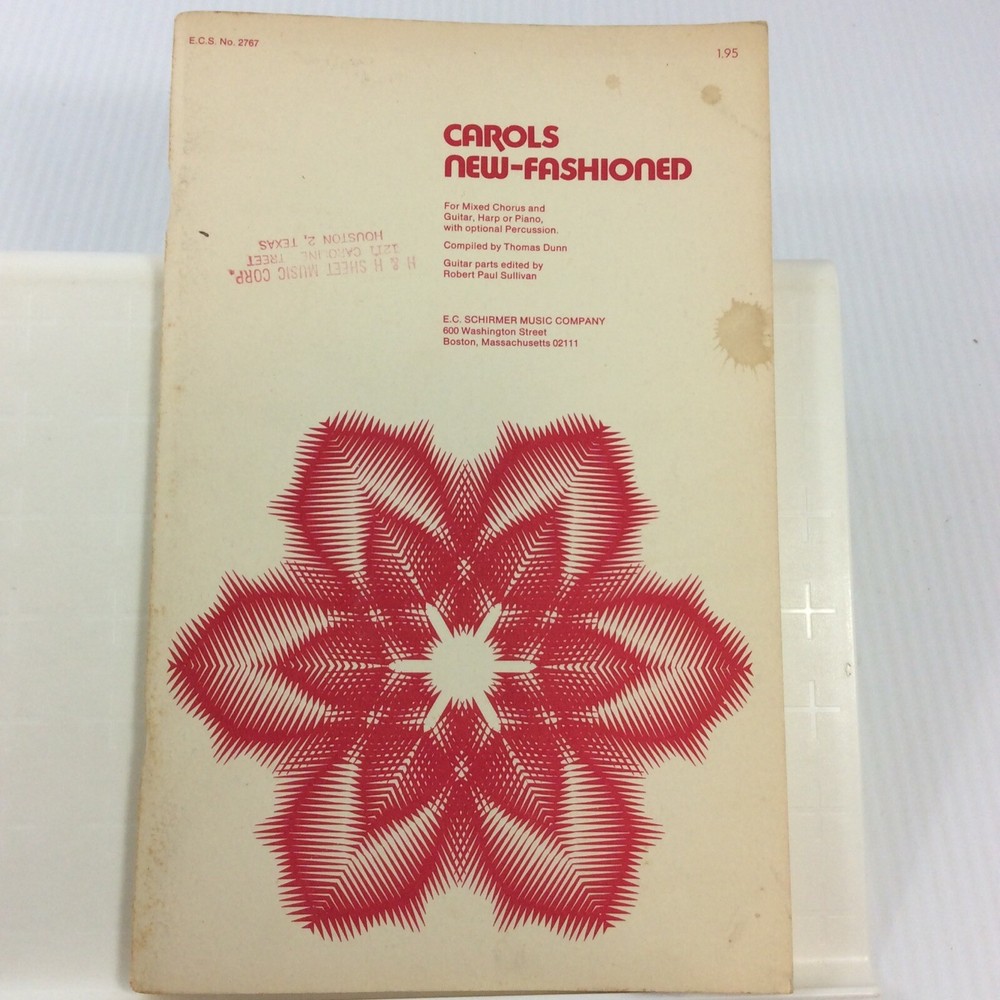 E.C.S. No. 2767
1.95
CAROLS
NEW-FASHIONED
For Mixed Chorus and
Guitar, Harp or Piano,
with optional Percussion.
Compiled by Thomas Dunn
Guitar parts edited by
Robert Paul Sullivan
E.C. SCHIRMER MUSIC COMPANY
600 Washington Street
Boston, Massachusetts 02111
H & H SHEET MUSIC CORP.
HOUSTON 2, TEXAS